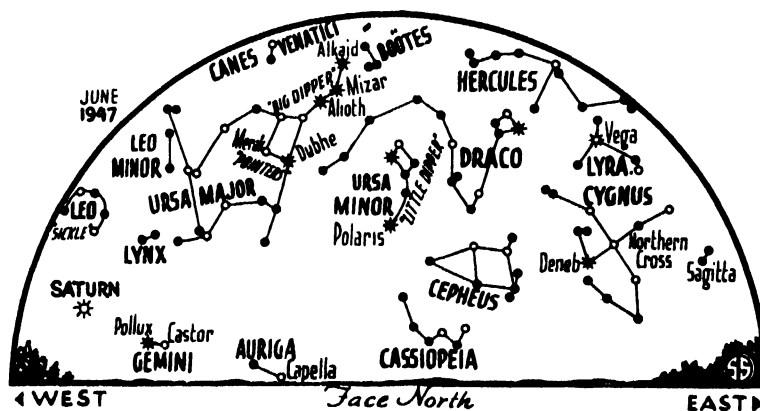 CANES VENATICI
Alkaid
BOÖTES
"BIG DIPPER"
Mizar
Alioth
HERCULES
JUNE
1947
LEO
MINOR
Merak
"POINTERS"
Dubhe
URSA MAJOR
URSA
MINOR
"LITTLE DIPPER"
Polaris
DRACO
Vega
LYRA
CYGNUS
LEO
SICKLE
LYNX
Deneb
Northern
Cross
Sagitta
CEPHEUS
SATURN
Pollux
Castor
GEMINI
AURIGA
Capella
CASSIOPEIA
WEST
Face North
EAST